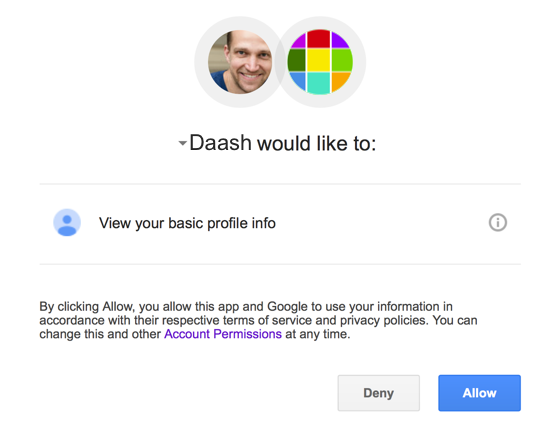 Daash would like to:
View your basic profile info
By clicking Allow, you allow this app and Google to use your information in
accordance with their respective terms of service and privacy policies. You can
change this and other Account Permissions at any time.
Deny
Allow